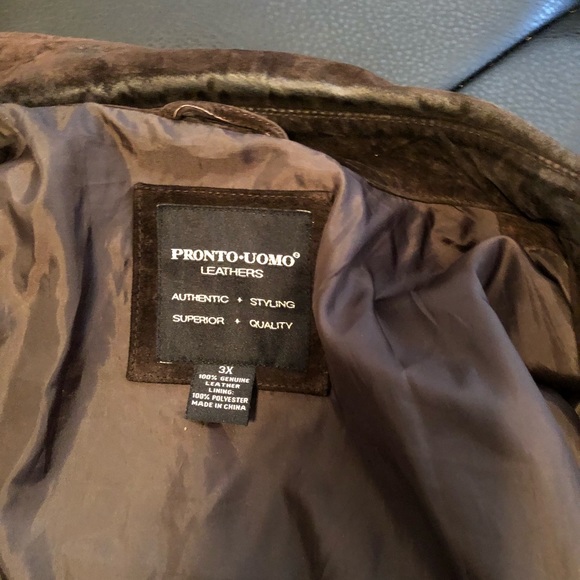 PRONTO•UOMO®
LEATHERS
AUTHENTIC + STYLING
SUPERIOR + QUALITY
3X
100% GENUINE
LEATHER
LINING:
100% POLYESTER
MADE IN CHINA